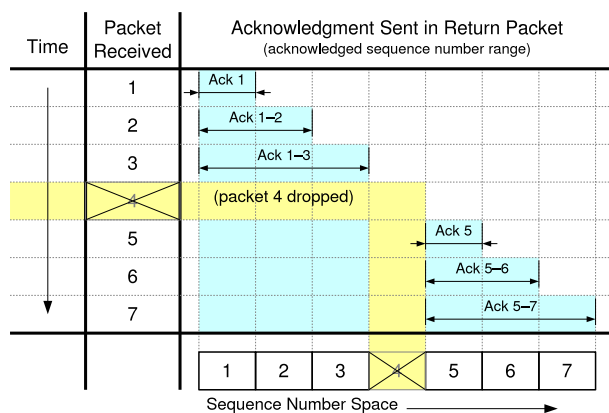 Time
Packet Received
Acknowledgment Sent in Return Packet
(acknowledged sequence number range)
1
Ack 1
2
Ack 1–2
3
Ack 1–3
4
(packet 4 dropped)
5
Ack 5
6
Ack 5–6
7
Ack 5–7
1 2 3 4 5 6 7
Sequence Number Space